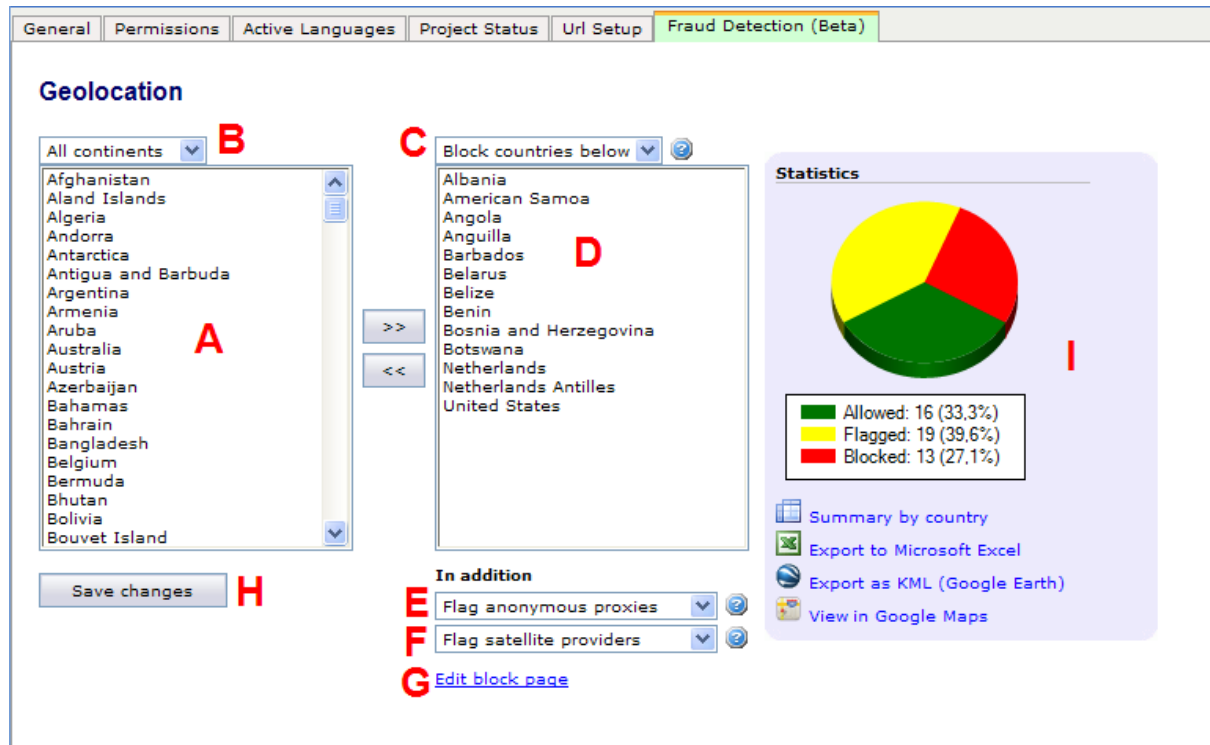 General Permissions Active Languages Project Status Url Setup Fraud Detection (Beta)
Geolocation
All continents B
Afghanistan
Aland Islands
Algeria
Andorra
Antarctica
Antigua and Barbuda
Argentina
Armenia
Aruba
Australia
Austria
Azerbaijan
Bahamas
Bahrain
Bangladesh
Belgium
Bermuda
Bhutan
Bolivia
Bouvet Island
A
Save changes H
>>
<<
C Block countries below ?
Albania
American Samoa
Angola
Anguilla
Barbados
Belarus
Belize
Benin
Bosnia and Herzegovina
Botswana
Netherlands
Netherlands Antilles
United States
D
In addition
E Flag anonymous proxies ?
F Flag satellite providers ?
G Edit block page
Statistics
I
Allowed: 16 (33,3%)
Flagged: 19 (39,6%)
Blocked: 13 (27,1%)
Summary by country
Export to Microsoft Excel
Export as KML (Google Earth)
View in Google Maps